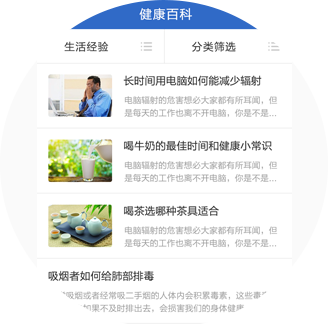 健康百科
生活经验
分类筛选
长时间用电脑如何能减少辐射
电脑辐射的危害想必大家都有所耳闻，但
是每天的工作也离不开电脑，你是不是...
喝牛奶的最佳时间和健康小常识
电脑辐射的危害想必大家都有所耳闻，但
是每天的工作也离不开电脑，你是不是...
喝茶选哪种茶具适合
电脑辐射的危害想必大家都有所耳闻，但
是每天的工作也离不开电脑，你是不是...
吸烟者如何给肺部排毒
吸烟或者经常吸二手烟的人体内会积累毒素，这些毒
如果不及时排出去，会损害我们的身体健康